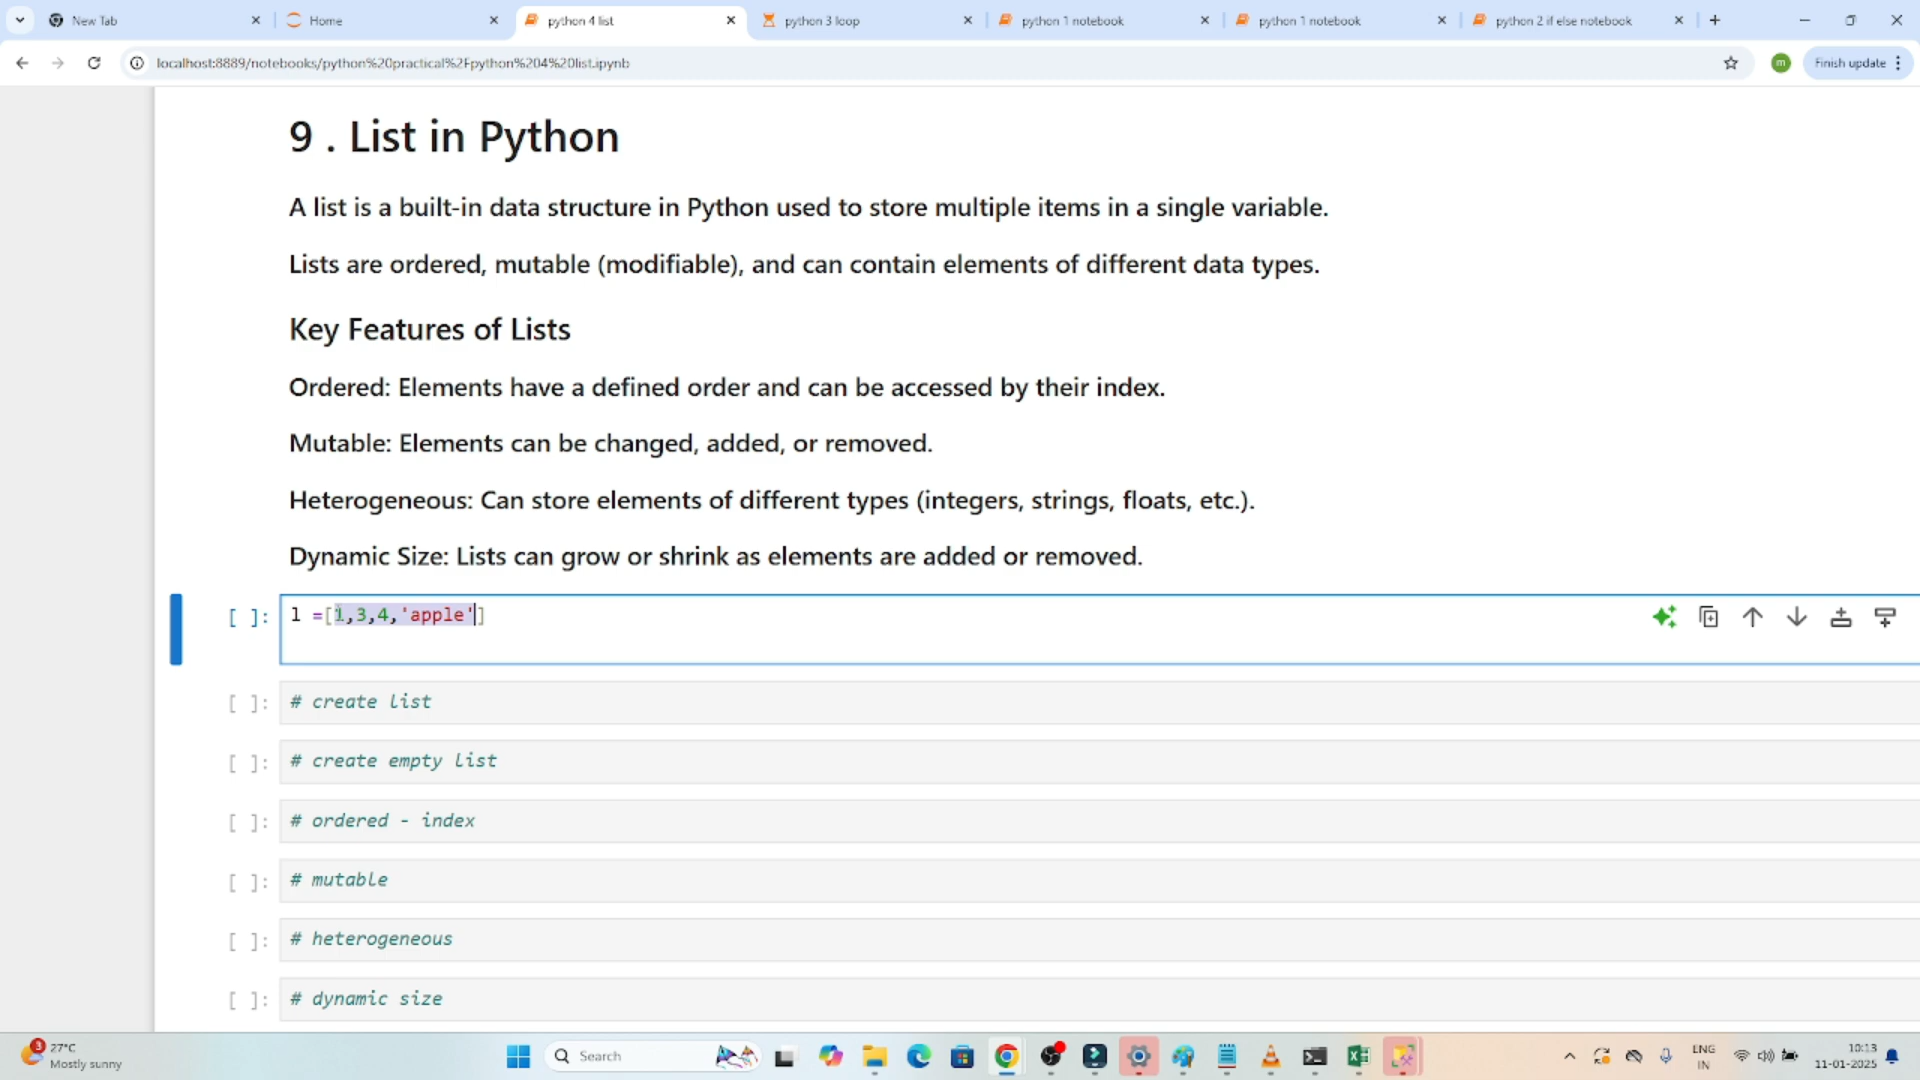 New Tab
Home
python 4 list
python 3 loop
python 1 notebook
python 1 notebook
python 2 if else notebook
localhost:8889/notebooks/python%20practical%2Fpython%204%20list.ipynb
m
Finish update
9 . List in Python
A list is a built-in data structure in Python used to store multiple items in a single variable.
Lists are ordered, mutable (modifiable), and can contain elements of different data types.
Key Features of Lists
Ordered: Elements have a defined order and can be accessed by their index.
Mutable: Elements can be changed, added, or removed.
Heterogeneous: Can store elements of different types (integers, strings, floats, etc.).
Dynamic Size: Lists can grow or shrink as elements are added or removed.
[ ]: l =[1,3,4,'apple']
[ ]: # create list
[ ]: # create empty list
[ ]: # ordered - index
[ ]: # mutable
[ ]: # heterogeneous
[ ]: # dynamic size
3
27°C
Mostly sunny
Search
ENG
IN
10:13
11-01-2025